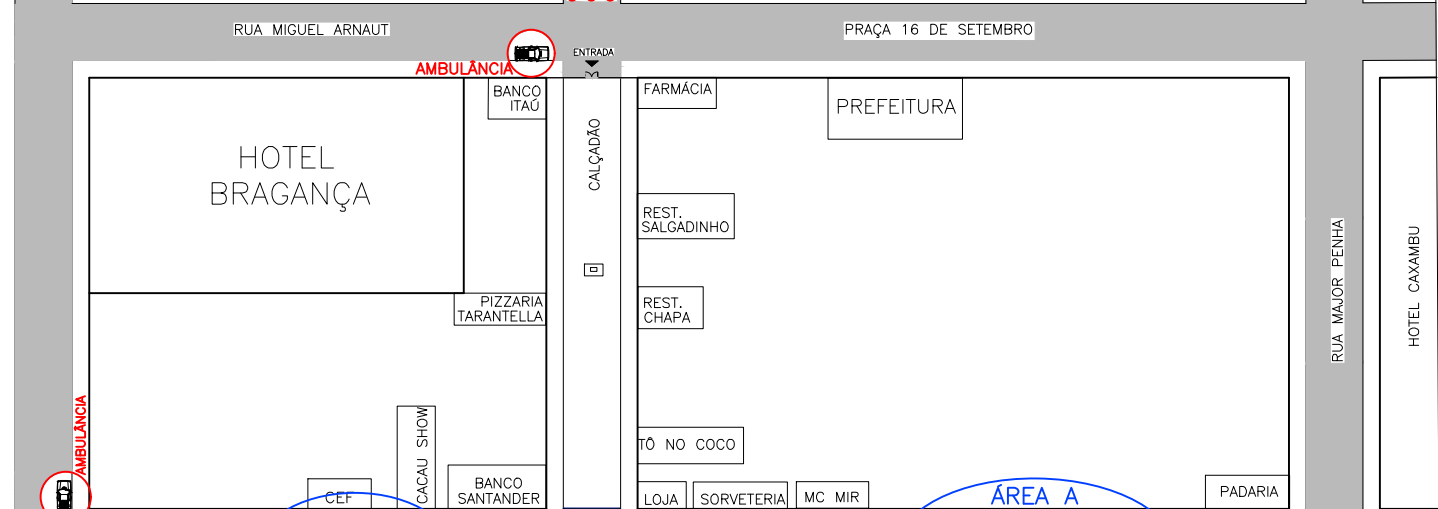 RUA MIGUEL ARNAUT
PRAÇA 16 DE SETEMBRO
ENTRADA
AMBULÂNCIA
BANCO
ITAÚ
FARMÁCIA
PREFEITURA
HOTEL
BRAGANÇA
CALÇADÃO
REST.
SALGADINHO
RUA MAJOR PENHA
HOTEL CAXAMBU
PIZZARIA
TARANTELLA
REST.
CHAPA
AMBULÂNCIA
CACAU SHOW
TÔ NO COCO
CEF
BANCO
SANTANDER
LOJA
SORVETERIA
MC MIR
ÁREA A
PADARIA